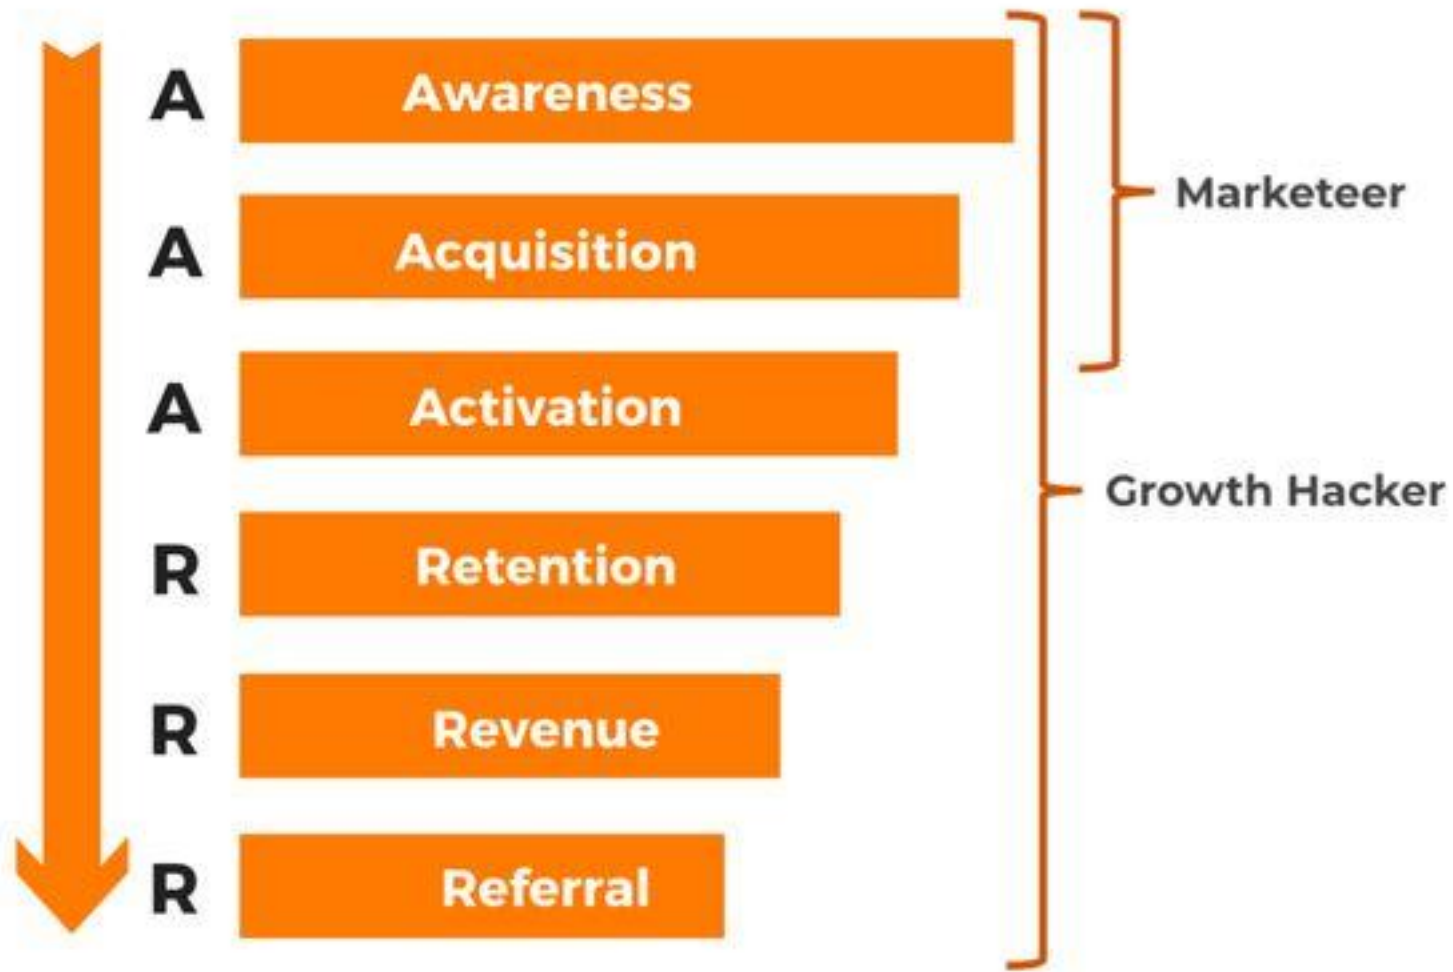 A Awareness
Marketeer
A Acquisition
A Activation
Growth Hacker
R Retention
R Revenue
R Referral